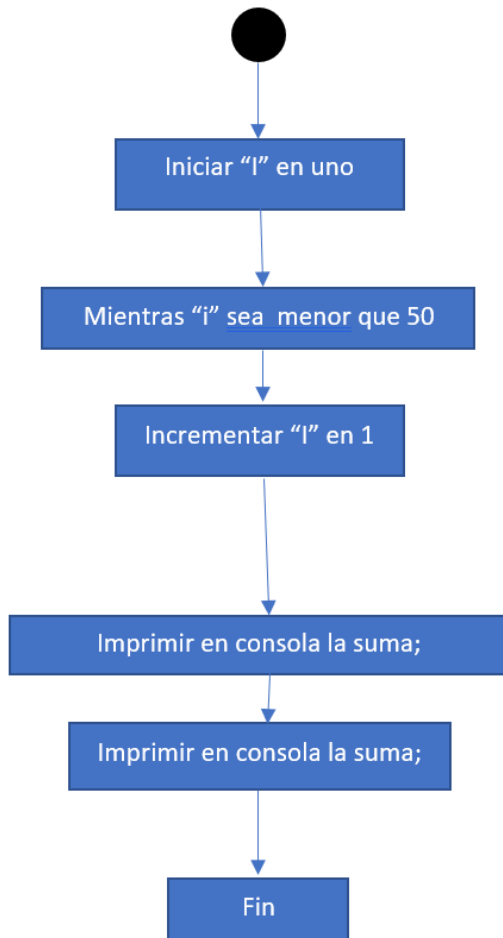 Iniciar “I” en uno
Mientras “i” sea  menor que 50
Incrementar “I” en 1
Imprimir en consola la suma;
Imprimir en consola la suma;
Fin